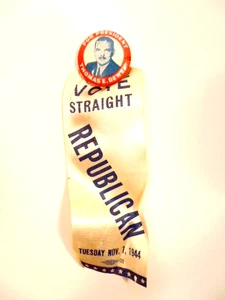 FOR PRESIDENT
THOMAS E. DEWEY
VOTE
STRAIGHT
REPUBLICAN
TUESDAY NOV. 7, 1944